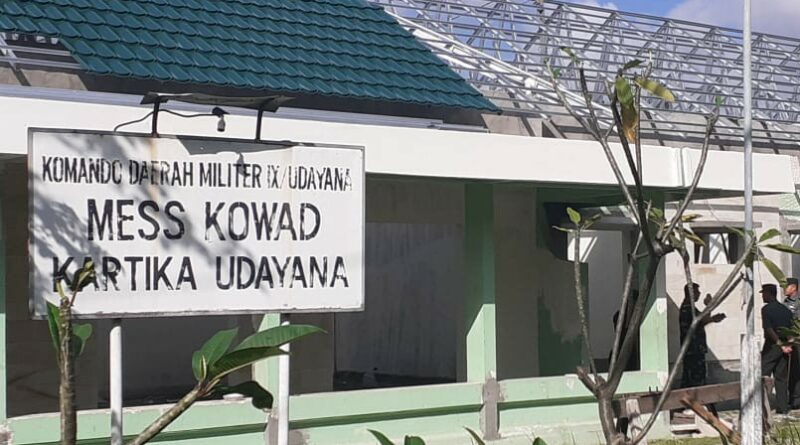 KOMANDO DAERAH MILITER IX/UDAYANA
MESS KOWAD
KARTIKA UDAYANA